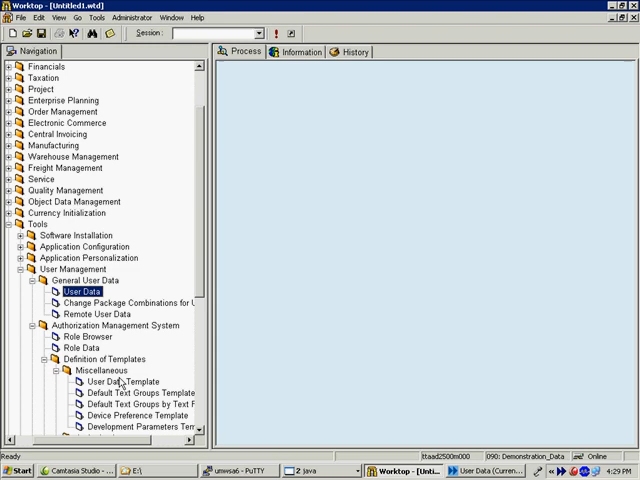 Worktop - [Untitled1.wtd]
File Edit View Go Tools Administrator Window Help
Session:
Navigation
Process Information History
Financials
Taxation
Project
Enterprise Planning
Order Management
Electronic Commerce
Central Invoicing
Manufacturing
Warehouse Management
Freight Management
Service
Quality Management
Object Data Management
Currency Initialization
Tools
Software Installation
Application Configuration
Application Personalization
User Management
General User Data
User Data
Change Package Combinations for U
Remote User Data
Authorization Management System
Role Browser
Role Data
Definition of Templates
Miscellaneous
User Data Template
Default Text Groups Template
Default Text Groups by Text F
Device Preference Template
Development Parameters Tem
Ready ttaad2500m000 090: Demonstration_Data Online
Start Camtasia Studio - ... E:\ umwsa6 - PuTTY 2 java Worktop - [Unti... User Data (Curren... 4:29 PM